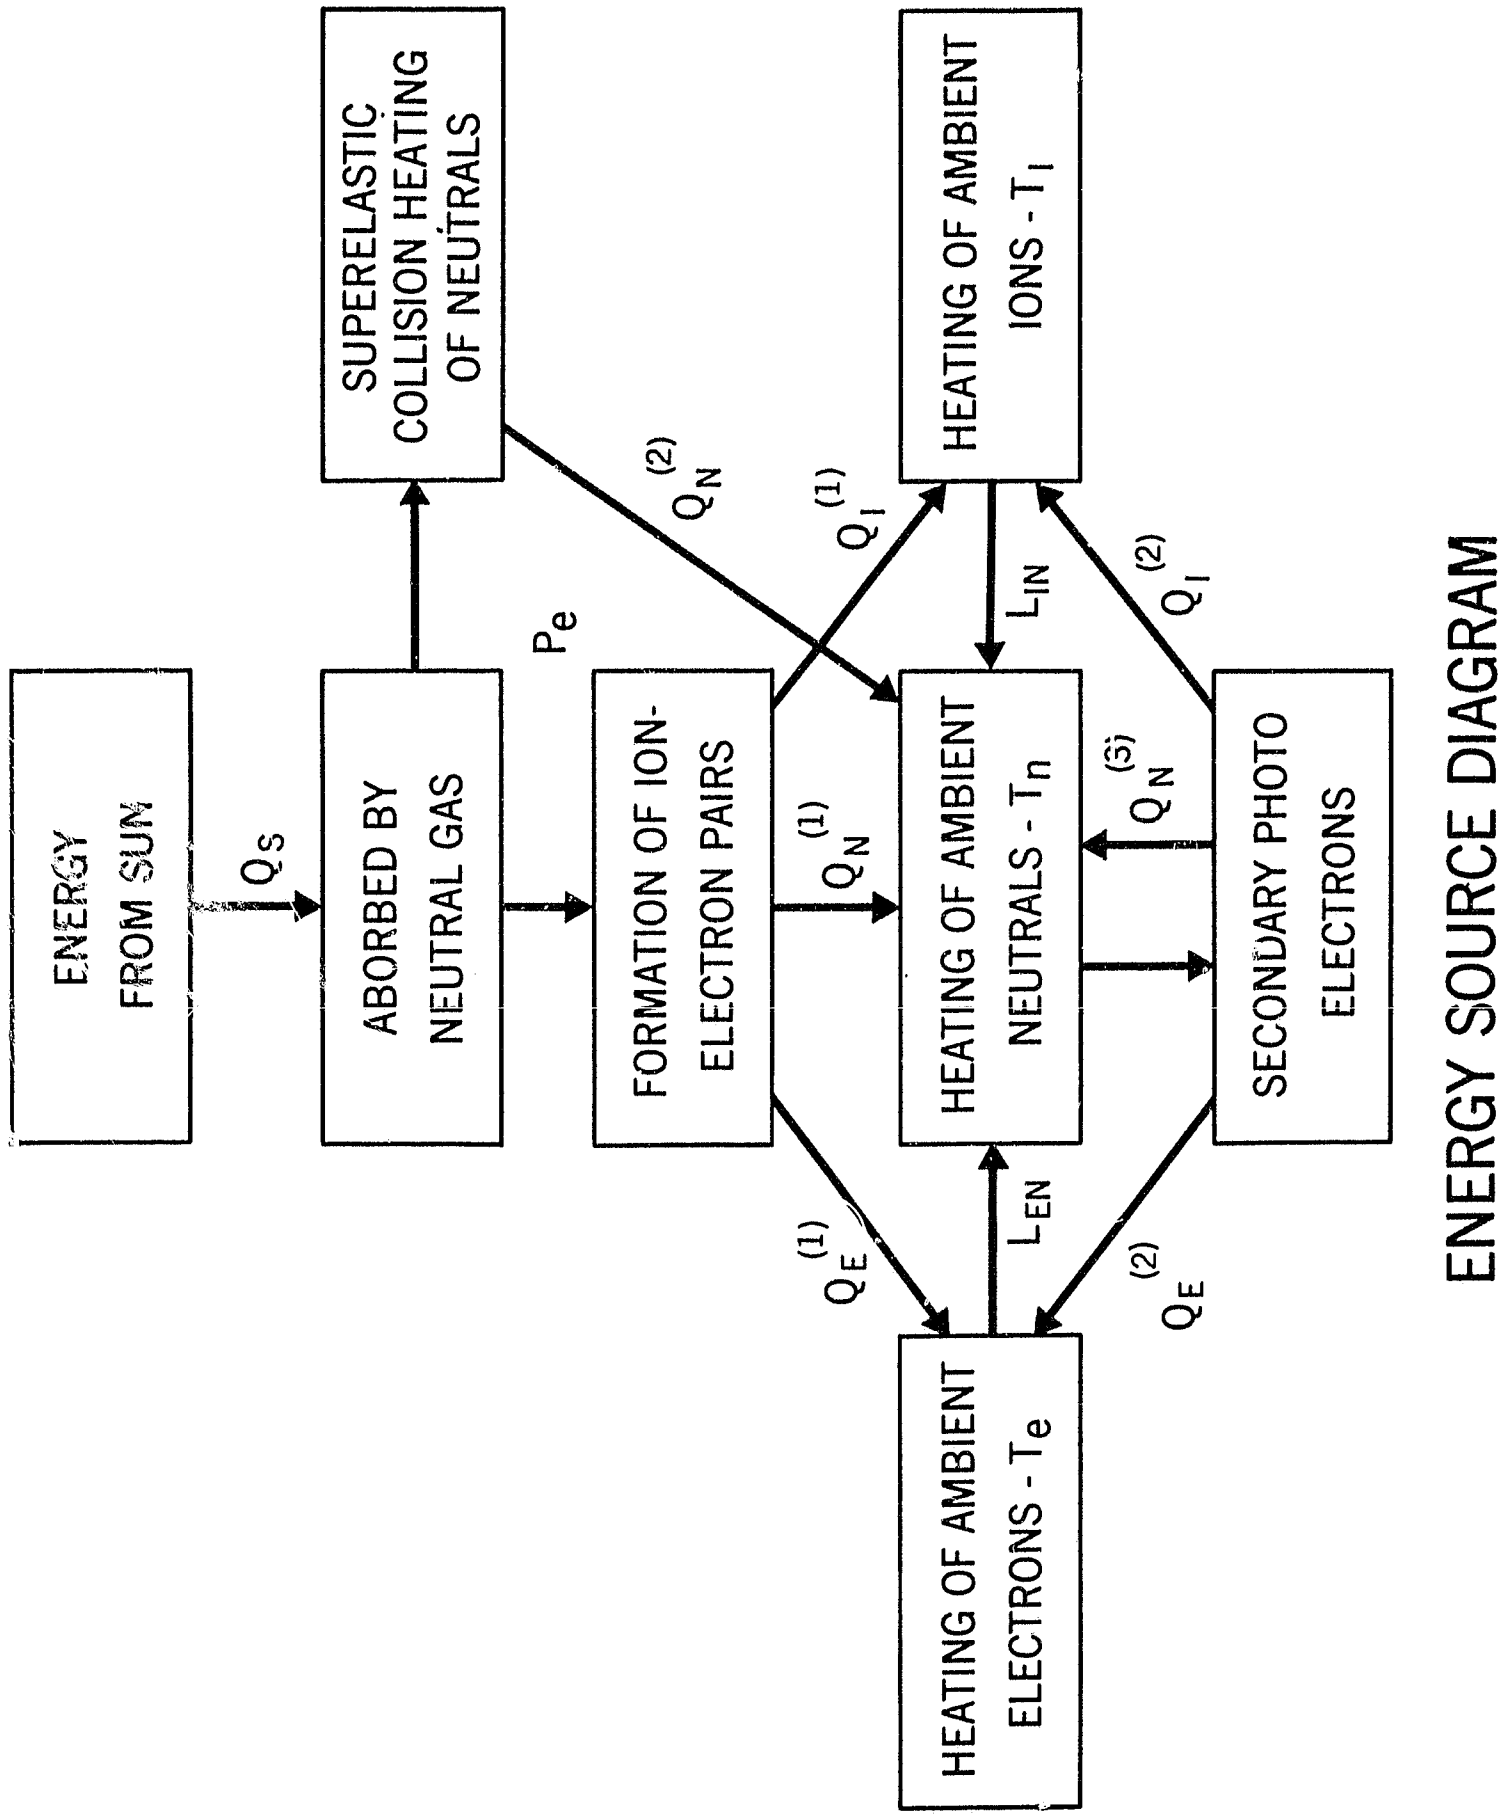 ENERGY
FROM SUN
Q_S
ABORBED BY
NEUTRAL GAS
SUPERELASTIC
COLLISION HEATING
OF NEUTRALS
P_e
FORMATION OF ION-
ELECTRON PAIRS
Q_E^(1)
Q_N^(1)
Q_I^(1)
Q_N^(2)
HEATING OF AMBIENT
ELECTRONS - T_e
L_EN
HEATING OF AMBIENT
NEUTRALS - T_n
L_IN
HEATING OF AMBIENT
IONS - T_I
Q_E^(2)
Q_N^(3)
Q_I^(2)
SECONDARY PHOTO
ELECTRONS
ENERGY SOURCE DIAGRAM